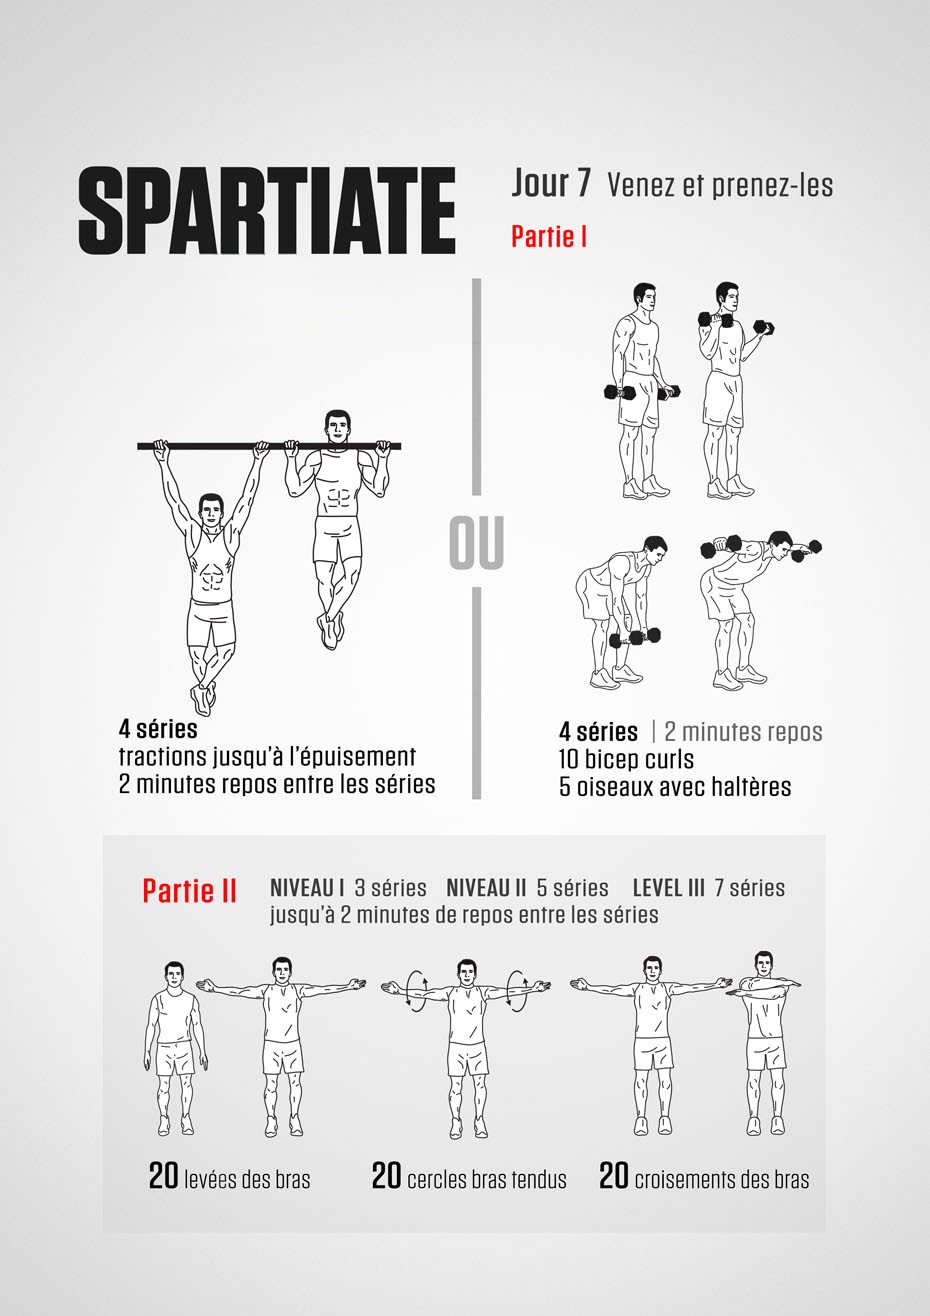 SPARTIATE
Jour 7 Venez et prenez-les
Partie I
OU
4 séries
tractions jusqu'à l'épuisement
2 minutes repos entre les séries
4 séries | 2 minutes repos
10 bicep curls
5 oiseaux avec haltères
Partie II
NIVEAU I 3 séries NIVEAU II 5 séries LEVEL III 7 séries
jusqu'à 2 minutes de repos entre les séries
20 levées des bras
20 cercles bras tendus
20 croisements des bras